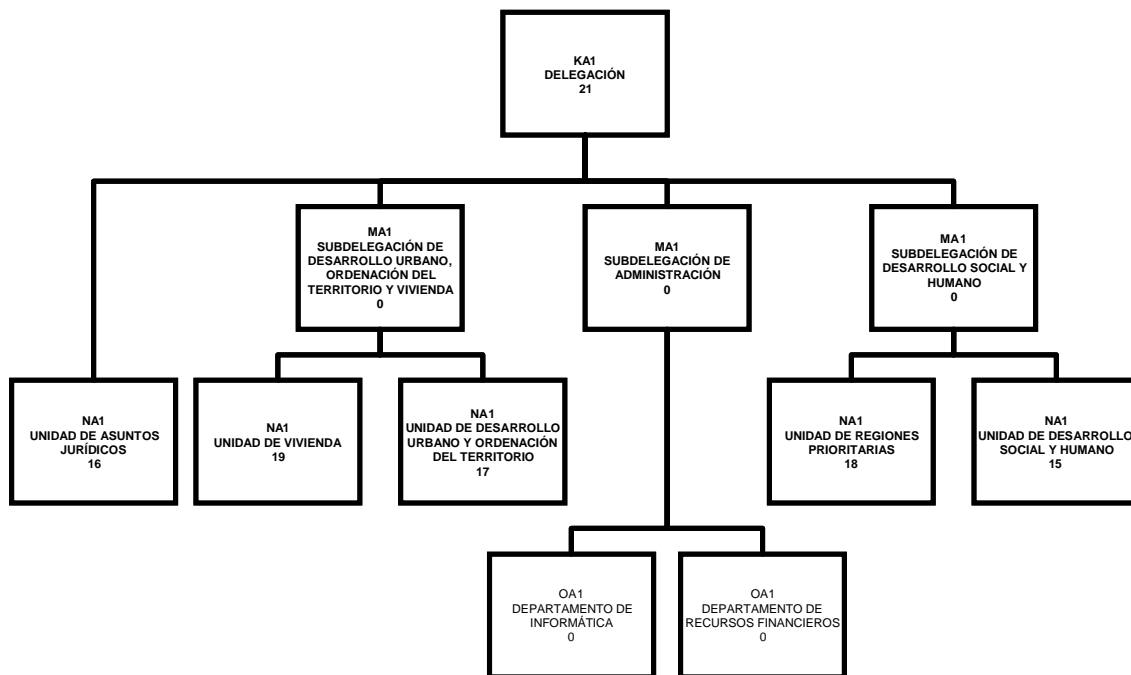 KA1
DELEGACIÓN
21
MA1
SUBDELEGACIÓN DE
DESARROLLO URBANO,
ORDENACIÓN DEL
TERRITORIO Y VIVIENDA
0
MA1
SUBDELEGACIÓN DE
ADMINISTRACIÓN
0
MA1
SUBDELEGACIÓN DE
DESARROLLO SOCIAL Y
HUMANO
0
NA1
UNIDAD DE ASUNTOS
JURÍDICOS
16
NA1
UNIDAD DE VIVIENDA
19
NA1
UNIDAD DE DESARROLLO
URBANO Y ORDENACIÓN
DEL TERRITORIO
17
NA1
UNIDAD DE REGIONES
PRIORITARIAS
18
NA1
UNIDAD DE DESARROLLO
SOCIAL Y HUMANO
15
OA1
DEPARTAMENTO DE
INFORMÁTICA
0
OA1
DEPARTAMENTO DE
RECURSOS FINANCIEROS
0